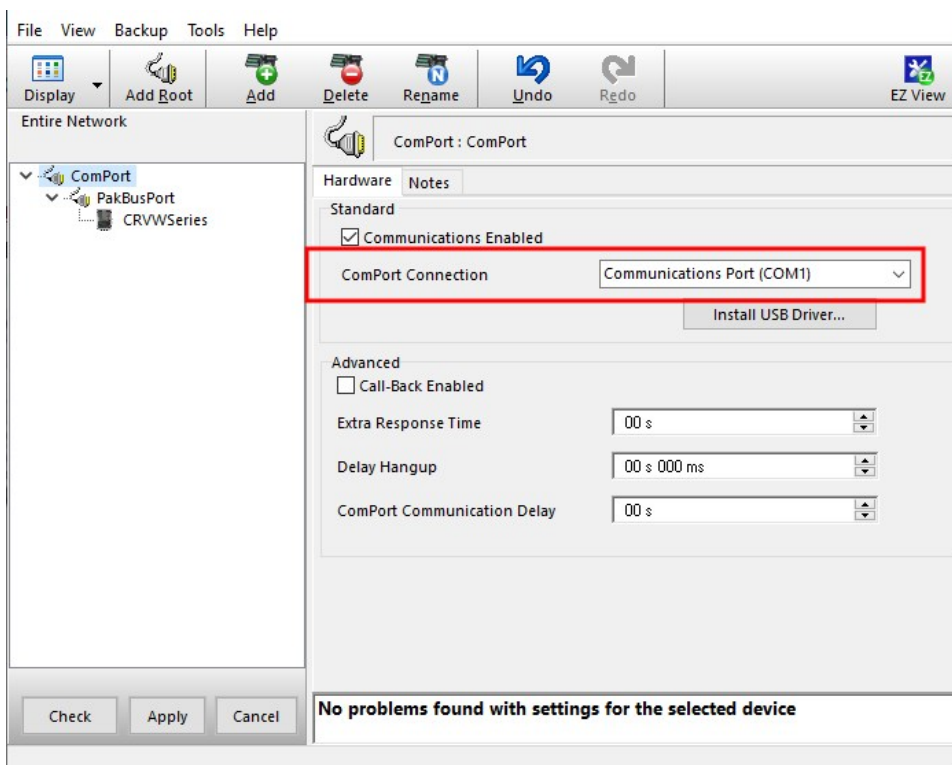 File View Backup Tools Help
Display Add Root Add Delete Rename Undo Redo EZ View
Entire Network
ComPort : ComPort
ComPort
PakBusPort
CRVWSeries
Hardware Notes
Standard
Communications Enabled
ComPort Connection Communications Port (COM1)
Install USB Driver...
Advanced
Call-Back Enabled
Extra Response Time 00 s
Delay Hangup 00 s 000 ms
ComPort Communication Delay 00 s
Check Apply Cancel
No problems found with settings for the selected device